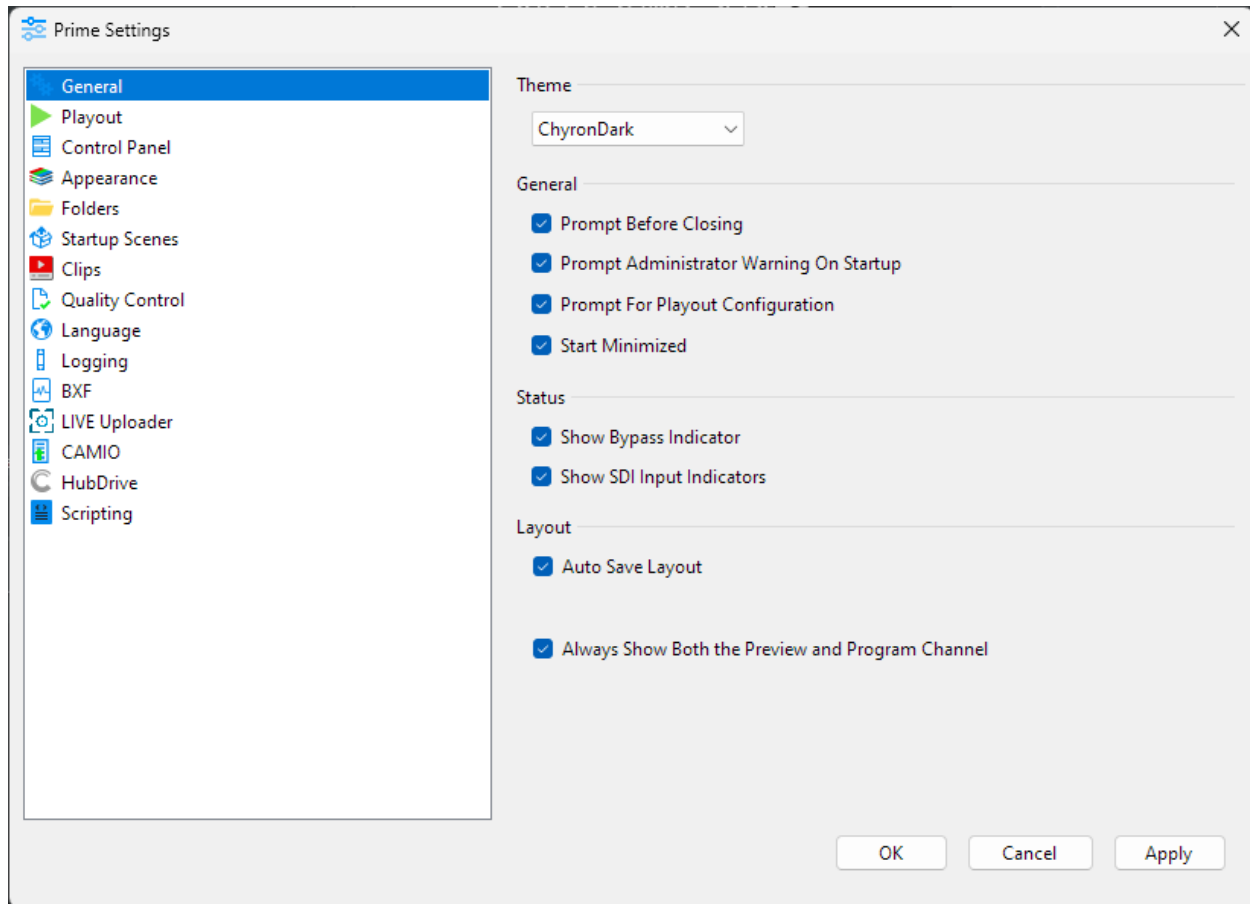 Prime Settings
General
Playout
Control Panel
Appearance
Folders
Startup Scenes
Clips
Quality Control
Language
Logging
BXF
LIVE Uploader
CAMIO
HubDrive
Scripting
Theme
ChyronDark
General
Prompt Before Closing
Prompt Administrator Warning On Startup
Prompt For Playout Configuration
Start Minimized
Status
Show Bypass Indicator
Show SDI Input Indicators
Layout
Auto Save Layout
Always Show Both the Preview and Program Channel
OK
Cancel
Apply